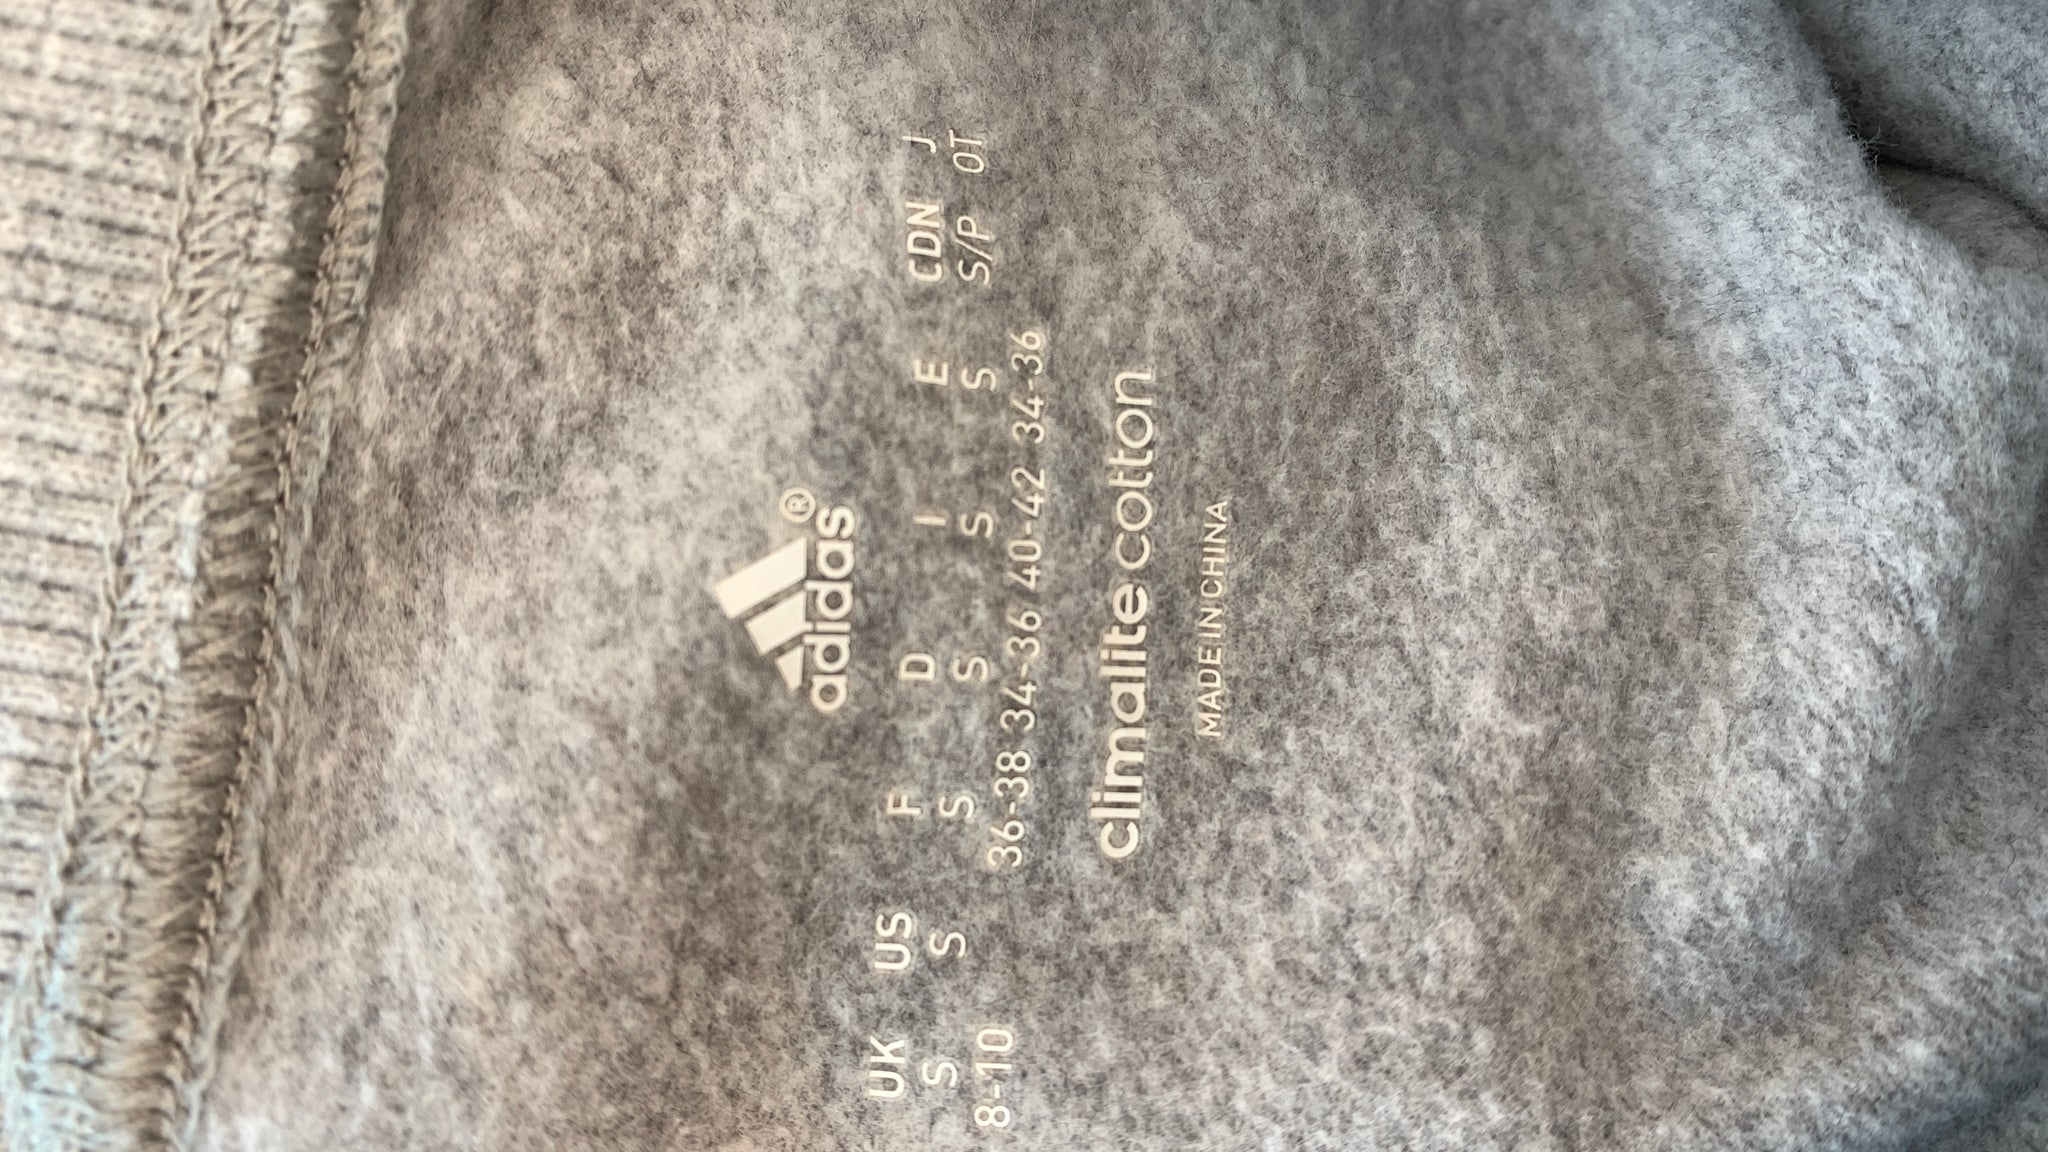 adidas®
UK US F D I E CDN J
S S S S S S S/P OT
8-10 36-38 34-36 40-42 34-36
climalite cotton
MADE IN CHINA